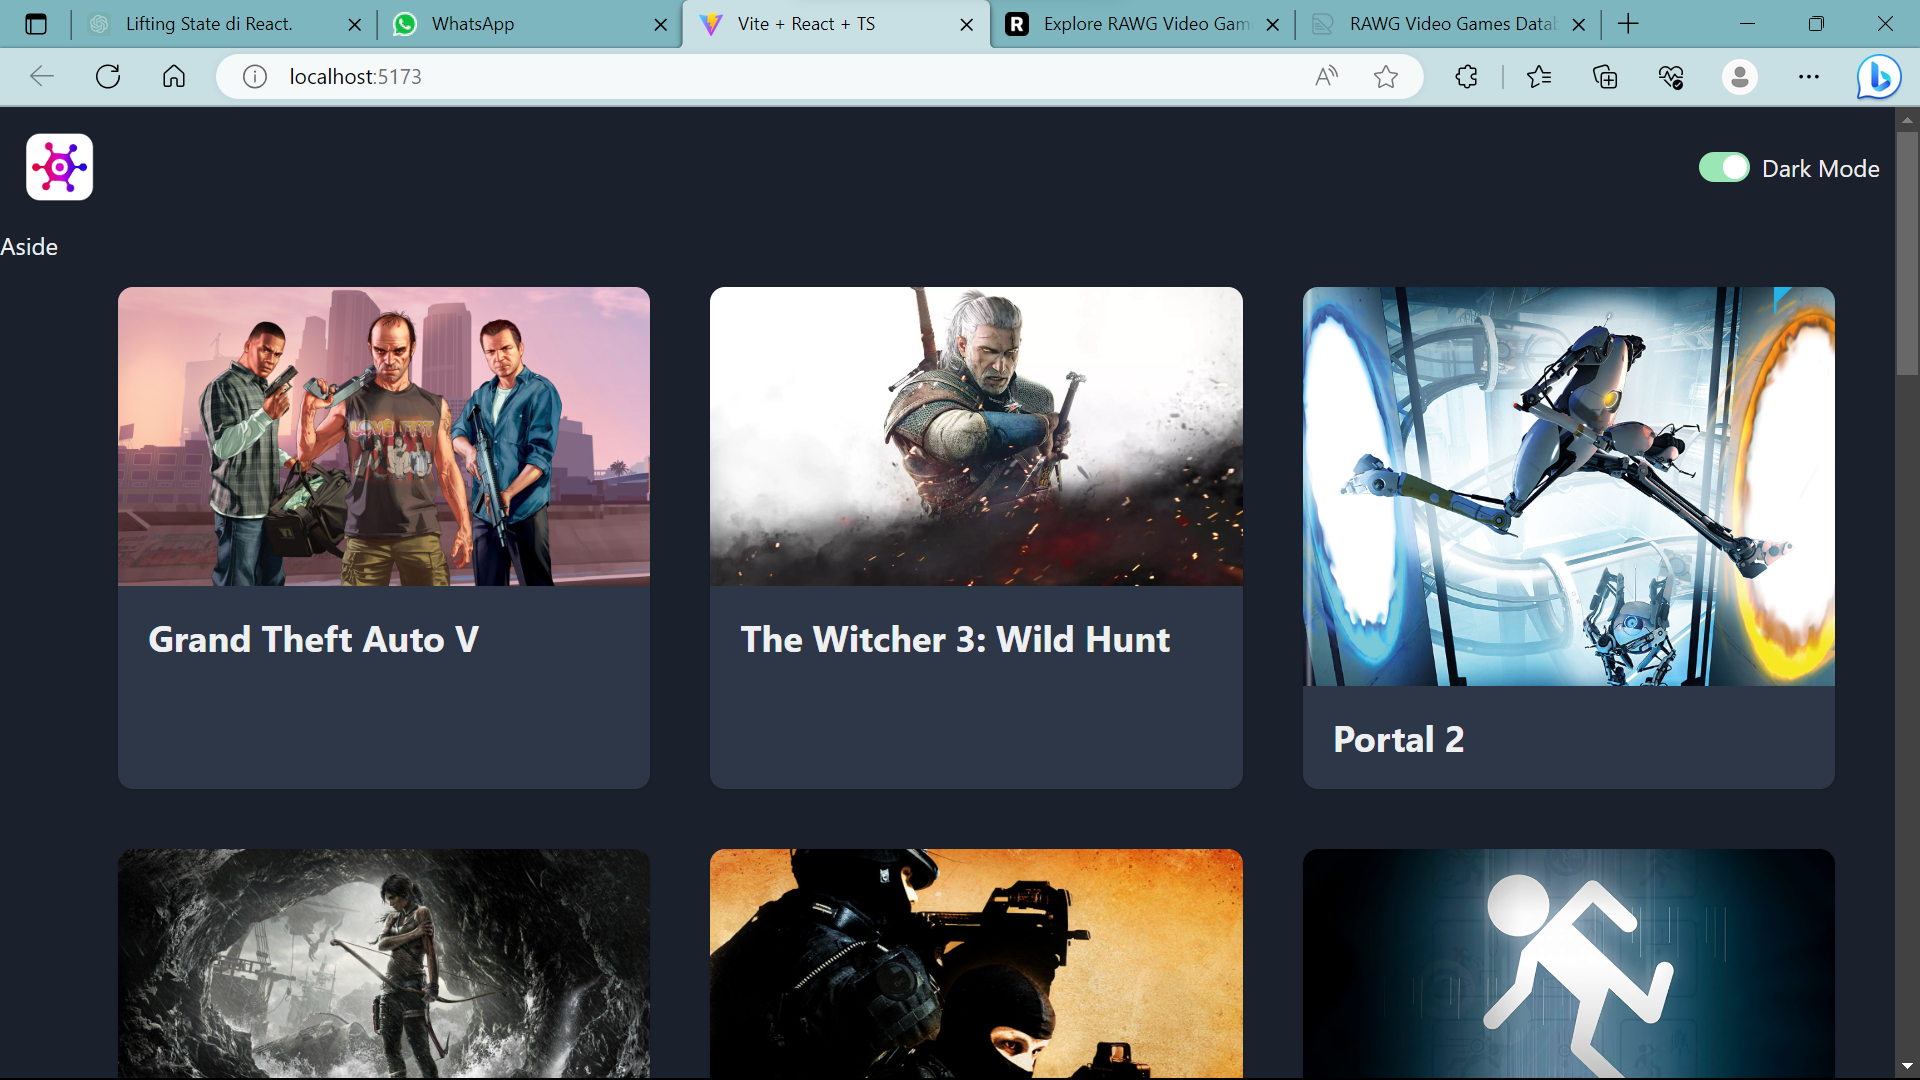 Lifting State di React.
WhatsApp
Vite + React + TS
Explore RAWG Video Gam
RAWG Video Games Datab
localhost:5173
Dark Mode
Aside
Grand Theft Auto V
The Witcher 3: Wild Hunt
Portal 2